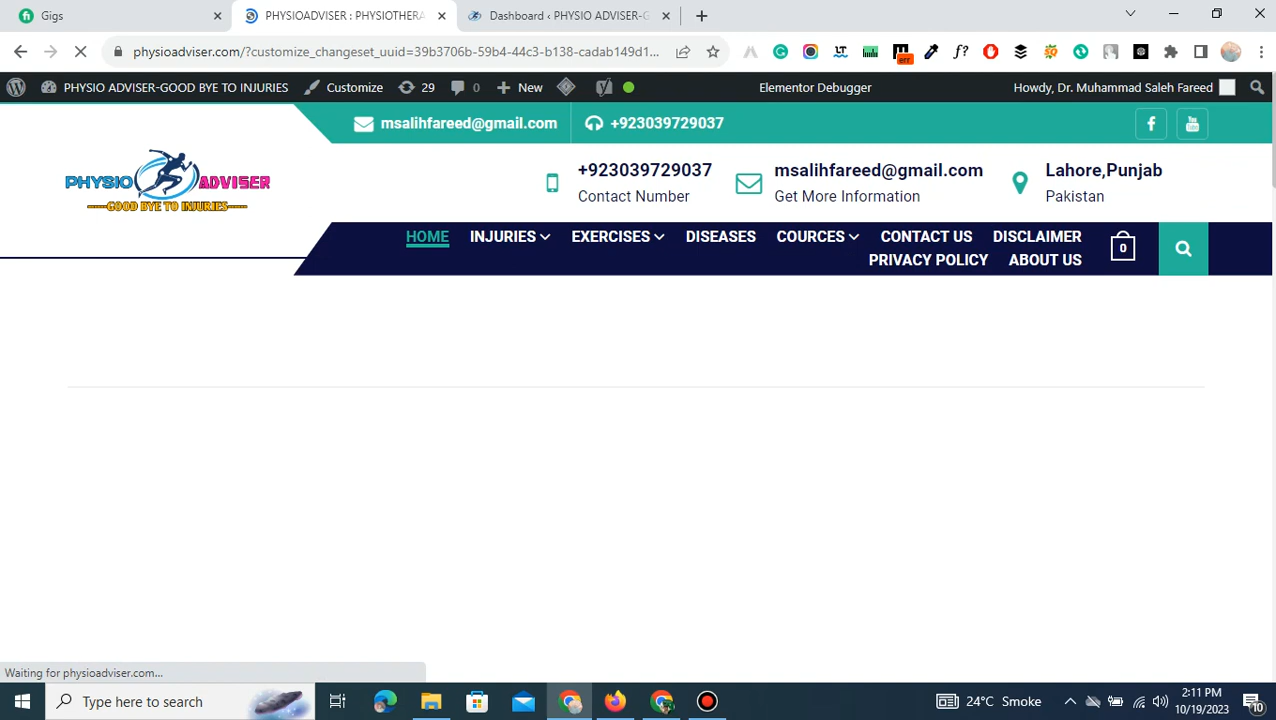 Gigs
PHYSIOADVISER : PHYSIOTHERA
Dashboard ‹ PHYSIO ADVISER-G
physioadviser.com/?customize_changeset_uuid=39b3706b-59b4-44c3-b138-cadab149d1...
PHYSIO ADVISER-GOOD BYE TO INJURIES
Customize
29
0
New
Elementor Debugger
Howdy, Dr. Muhammad Saleh Fareed
msalihfareed@gmail.com
+923039729037
PHYSIO ADVISER
-----GOOD BYE TO INJURIES-----
+923039729037
Contact Number
msalihfareed@gmail.com
Get More Information
Lahore,Punjab
Pakistan
HOME INJURIES EXERCISES DISEASES COURCES CONTACT US DISCLAIMER
PRIVACY POLICY ABOUT US
0
Waiting for physioadviser.com...
Type here to search
24°C Smoke
2:11 PM
10/19/2023
10